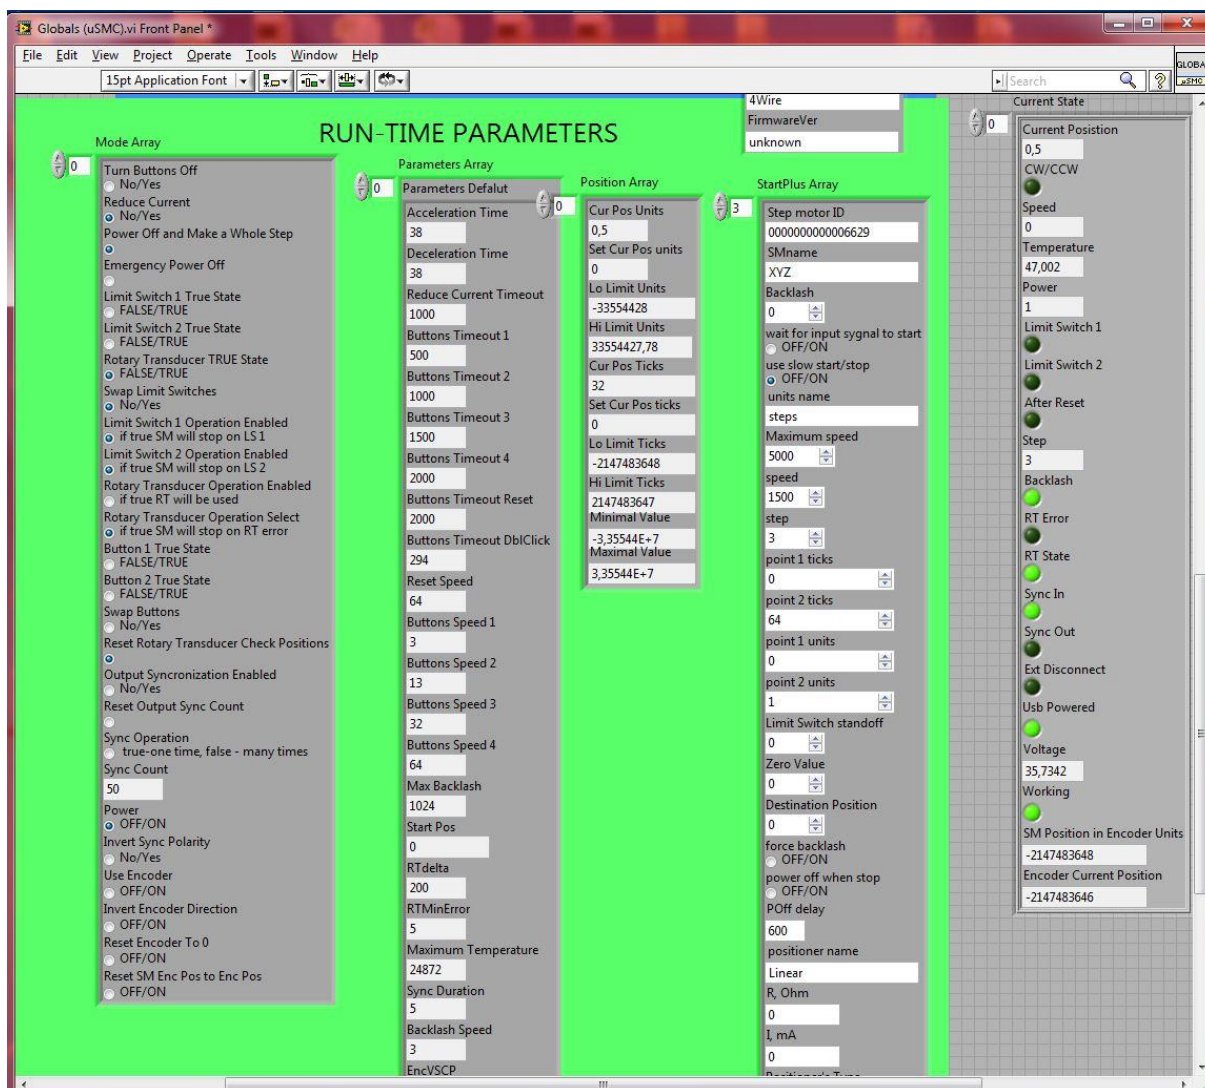 Globals (uSMC).vi Front Panel *
File Edit View Project Operate Tools Window Help
15pt Application Font
Search
GLOBA
µSMC
4Wire
FirmwareVer
unknown
RUN-TIME PARAMETERS
Mode Array
0
Turn Buttons Off
No/Yes
Reduce Current
No/Yes
Power Off and Make a Whole Step
Emergency Power Off
Limit Switch 1 True State
FALSE/TRUE
Limit Switch 2 True State
FALSE/TRUE
Rotary Transducer TRUE State
FALSE/TRUE
Swap Limit Switches
No/Yes
Limit Switch 1 Operation Enabled
if true SM will stop on LS 1
Limit Switch 2 Operation Enabled
if true SM will stop on LS 2
Rotary Transducer Operation Enabled
if true RT will be used
Rotary Transducer Operation Select
if true SM will stop on RT error
Button 1 True State
FALSE/TRUE
Button 2 True State
FALSE/TRUE
Swap Buttons
No/Yes
Reset Rotary Transducer Check Positions
Output Syncronization Enabled
No/Yes
Reset Output Sync Count
Sync Operation
true-one time, false - many times
Sync Count
50
Power
OFF/ON
Invert Sync Polarity
No/Yes
Use Encoder
OFF/ON
Invert Encoder Direction
OFF/ON
Reset Encoder To 0
OFF/ON
Reset SM Enc Pos to Enc Pos
OFF/ON
Parameters Array
0
Parameters Defalut
Acceleration Time
38
Deceleration Time
38
Reduce Current Timeout
1000
Buttons Timeout 1
500
Buttons Timeout 2
1000
Buttons Timeout 3
1500
Buttons Timeout 4
2000
Buttons Timeout Reset
2000
Buttons Timeout DblClick
294
Reset Speed
64
Buttons Speed 1
3
Buttons Speed 2
13
Buttons Speed 3
32
Buttons Speed 4
64
Max Backlash
1024
Start Pos
0
RTdelta
200
RTMinError
5
Maximum Temperature
24872
Sync Duration
5
Backlash Speed
3
EncVSCP
Position Array
0
Cur Pos Units
0,5
Set Cur Pos units
0
Lo Limit Units
-33554428
Hi Limit Units
33554427,78
Cur Pos Ticks
32
Set Cur Pos ticks
0
Lo Limit Ticks
-2147483648
Hi Limit Ticks
2147483647
Minimal Value
-3,35544E+7
Maximal Value
3,35544E+7
StartPlus Array
3
Step motor ID
0000000000006629
SMname
XYZ
Backlash
0
wait for input sygnal to start
OFF/ON
use slow start/stop
OFF/ON
units name
steps
Maximum speed
5000
speed
1500
step
3
point 1 ticks
0
point 2 ticks
64
point 1 units
0
point 2 units
1
Limit Switch standoff
0
Zero Value
0
Destination Position
0
force backlash
OFF/ON
power off when stop
OFF/ON
POff delay
600
positioner name
Linear
R, Ohm
0
I, mA
0
Positioner's Type
Current State
0
Current Posistion
0,5
CW/CCW
Speed
0
Temperature
47,002
Power
1
Limit Switch 1
Limit Switch 2
After Reset
Step
3
Backlash
RT Error
RT State
Sync In
Sync Out
Ext Disconnect
Usb Powered
Voltage
35,7342
Working
SM Position in Encoder Units
-2147483648
Encoder Current Position
-2147483646